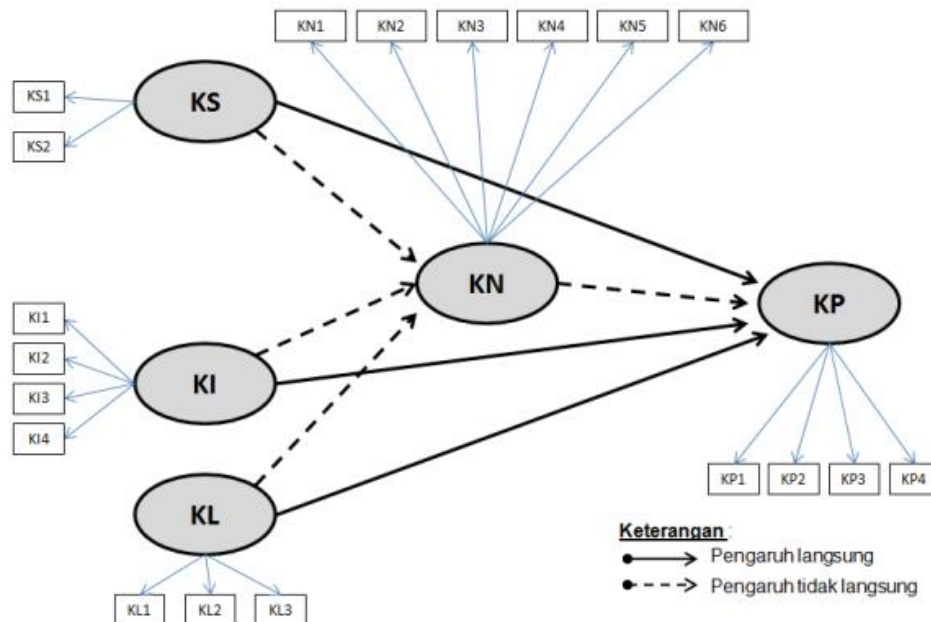 KN1 KN2 KN3 KN4 KN5 KN6
KS1
KS2
KS
KN
KP
KI1
KI2
KI3
KI4
KI
KL
KP1 KP2 KP3 KP4
KL1 KL2 KL3
Keterangan :
Pengaruh langsung
Pengaruh tidak langsung